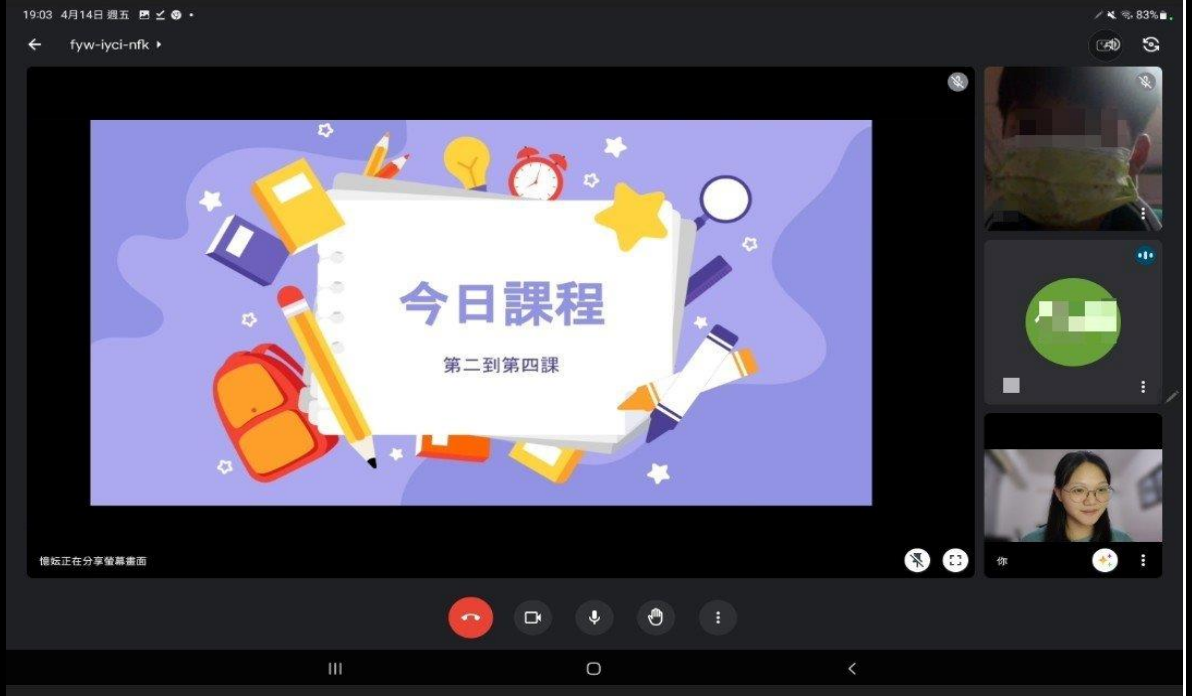 19:03 4月14日 週五
83%
fyw-iyci-nfk
今日課程
第二到第四課
憶妘正在分享螢幕畫面
你